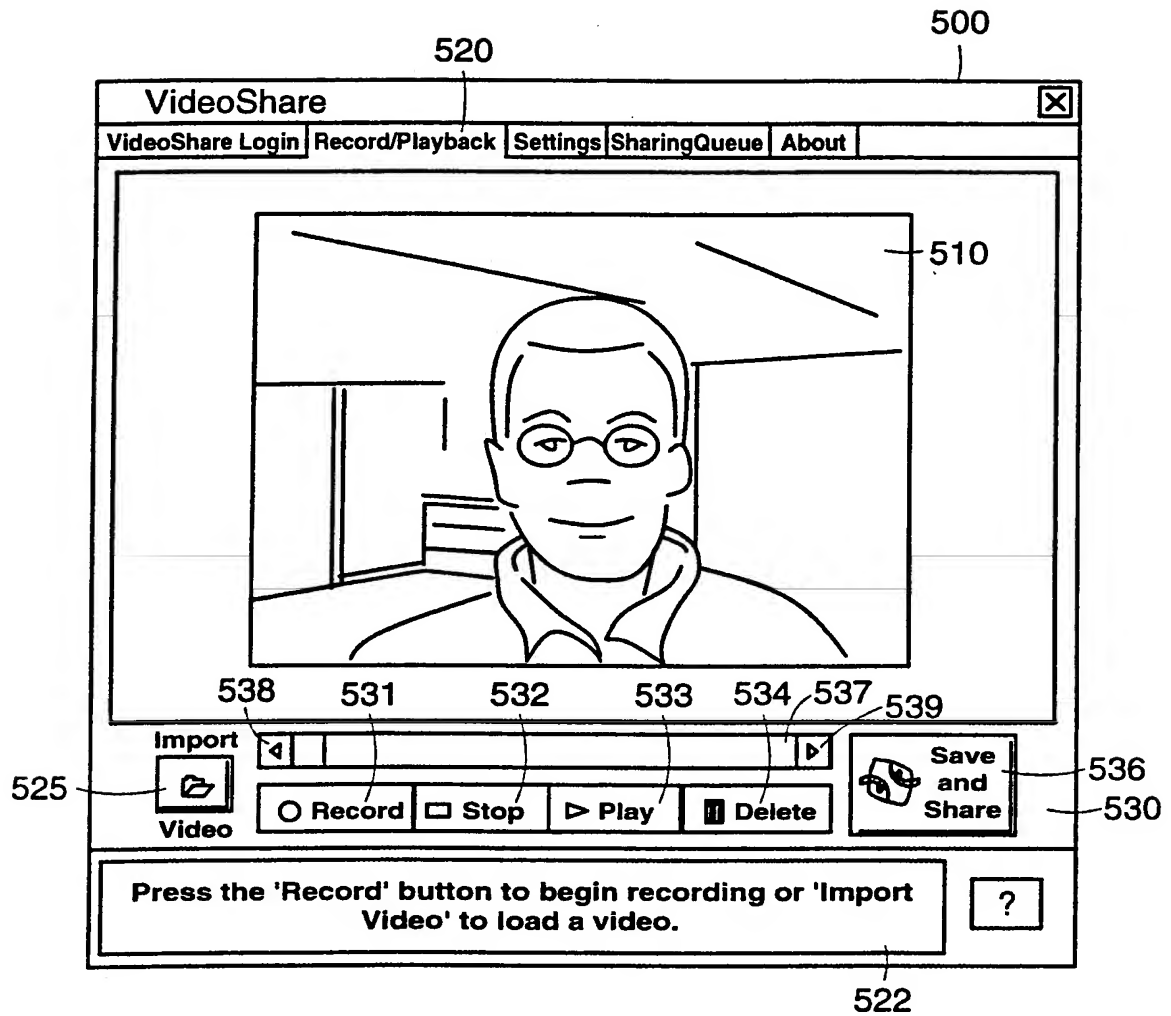 500
520
VideoShare
VideoShare Login Record/Playback Settings SharingQueue About
510
538 531 532 533 534 537 539
Import
Video
525
Record Stop Play Delete
Save
and
Share
536
530
Press the 'Record' button to begin recording or 'Import
Video' to load a video.
?
522